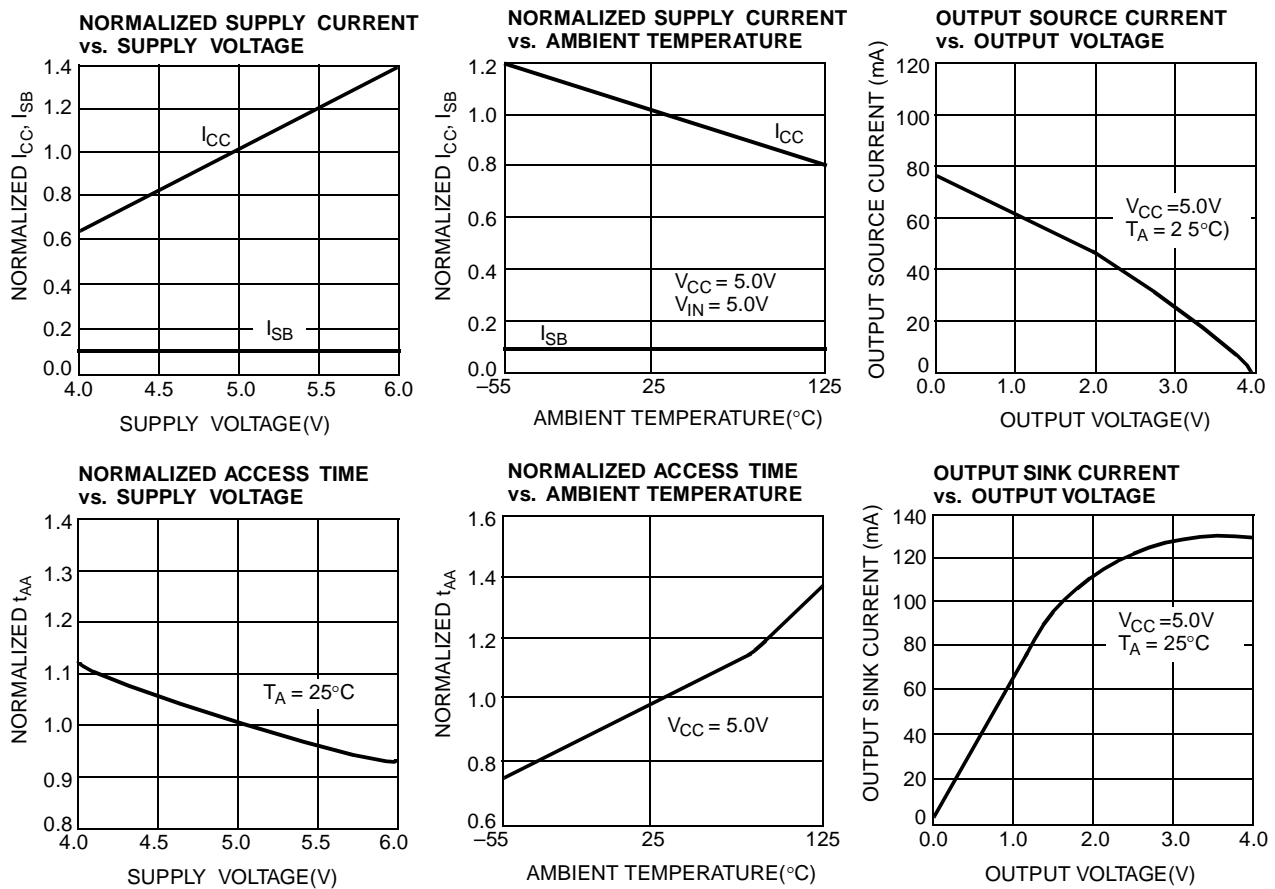 NORMALIZED SUPPLY CURRENT
vs. SUPPLY VOLTAGE
1.4
1.2
1.0
0.8
0.6
0.4
0.2
0.0
NORMALIZED ICC, ISB
ICC
ISB
4.0 4.5 5.0 5.5 6.0
SUPPLY VOLTAGE(V)
NORMALIZED SUPPLY CURRENT
vs. AMBIENT TEMPERATURE
1.2
1.0
0.8
0.6
0.4
0.2
0.0
NORMALIZED ICC, ISB
ICC
VCC = 5.0V
VIN = 5.0V
ISB
–55 25 125
AMBIENT TEMPERATURE(°C)
OUTPUT SOURCE CURRENT
vs. OUTPUT VOLTAGE
120
100
80
60
40
20
0
OUTPUT SOURCE CURRENT (mA)
VCC =5.0V
TA = 2 5°C)
0.0 1.0 2.0 3.0 4.0
OUTPUT VOLTAGE(V)
NORMALIZED ACCESS TIME
vs. SUPPLY VOLTAGE
1.4
1.3
1.2
1.1
1.0
0.9
0.8
NORMALIZED tAA
TA = 25°C
4.0 4.5 5.0 5.5 6.0
SUPPLY VOLTAGE(V)
NORMALIZED ACCESS TIME
vs. AMBIENT TEMPERATURE
1.6
1.4
1.2
1.0
0.8
0.6
NORMALIZED tAA
VCC = 5.0V
–55 25 125
AMBIENT TEMPERATURE(°C)
OUTPUT SINK CURRENT
vs. OUTPUT VOLTAGE
140
120
100
80
60
40
20
0
OUTPUT SINK CURRENT (mA)
VCC =5.0V
TA = 25°C
0.0 1.0 2.0 3.0 4.0
OUTPUT VOLTAGE(V)